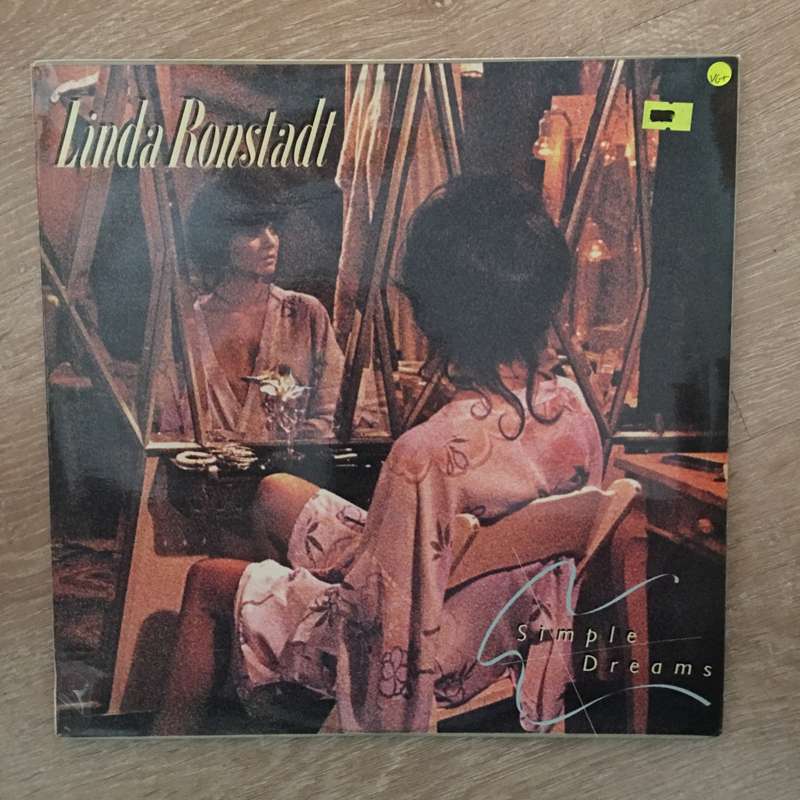 VG+
Linda Ronstadt
Simple
Dreams